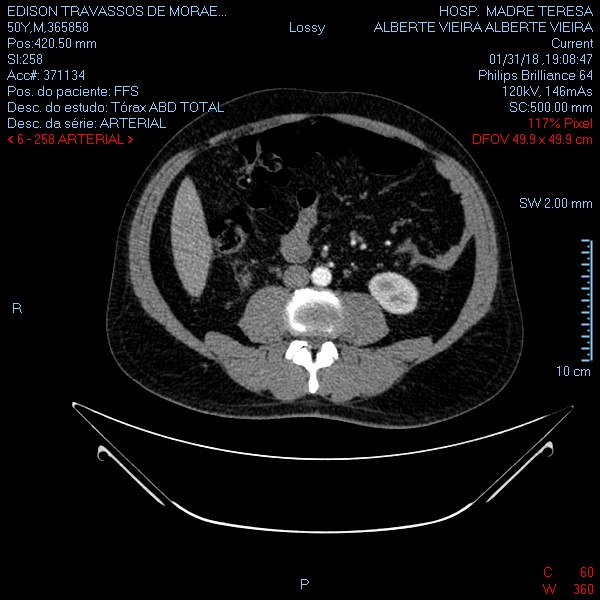 EDISON TRAVASSOS DE MORAE...
50Y,M,365858
Pos:420.50 mm
Sl:258
Acc#: 371134
Pos. do paciente: FFS
Desc. do estudo: Tórax ABD TOTAL
Desc. da série: ARTERIAL
< 6 - 258 ARTERIAL >
Lossy
HOSP. MADRE TERESA
ALBERTE VIEIRA ALBERTE VIEIRA
Current
01/31/18 ,19:08:47
Philips Brilliance 64
120kV, 146mAs
SC:500.00 mm
117% Pixel
DFOV 49.9 x 49.9 cm
SW 2.00 mm
R
10 cm
P
C 60
W 360